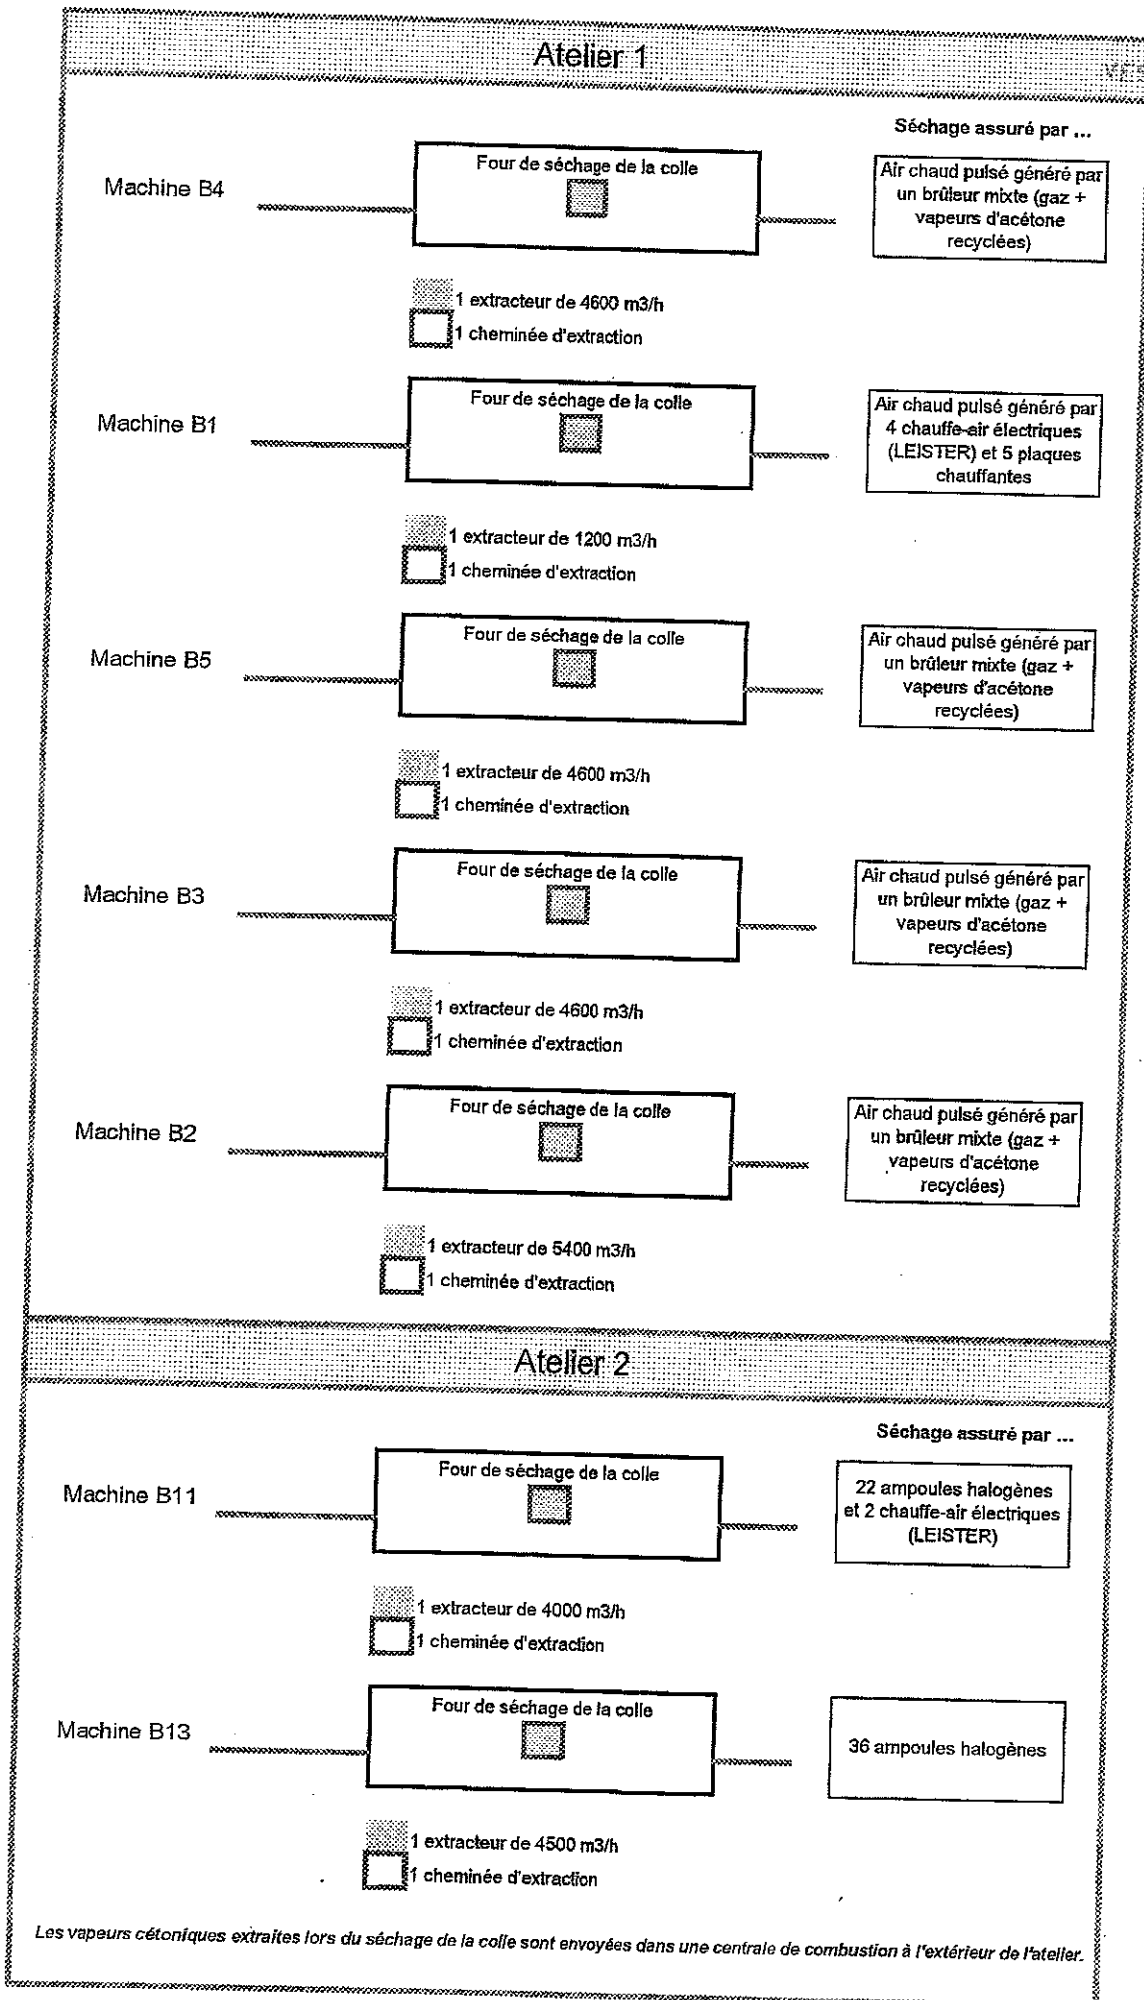 Atelier 1
Séchage assuré par ...
Machine B4
Four de séchage de la colle
Air chaud pulsé généré par
un brûleur mixte (gaz +
vapeurs d'acétone
recyclées)
1 extracteur de 4600 m3/h
1 cheminée d'extraction
Machine B1
Four de séchage de la colle
Air chaud pulsé généré par
4 chauffe-air électriques
(LEISTER) et 5 plaques
chauffantes
1 extracteur de 1200 m3/h
1 cheminée d'extraction
Machine B5
Four de séchage de la colle
Air chaud pulsé généré par
un brûleur mixte (gaz +
vapeurs d'acétone
recyclées)
1 extracteur de 4600 m3/h
1 cheminée d'extraction
Machine B3
Four de séchage de la colle
Air chaud pulsé généré par
un brûleur mixte (gaz +
vapeurs d'acétone
recyclées)
1 extracteur de 4600 m3/h
1 cheminée d'extraction
Machine B2
Four de séchage de la colle
Air chaud pulsé généré par
un brûleur mixte (gaz +
vapeurs d'acétone
recyclées)
1 extracteur de 5400 m3/h
1 cheminée d'extraction
Atelier 2
Séchage assuré par ...
Machine B11
Four de séchage de la colle
22 ampoules halogènes
et 2 chauffe-air électriques
(LEISTER)
1 extracteur de 4000 m3/h
1 cheminée d'extraction
Machine B13
Four de séchage de la colle
36 ampoules halogènes
1 extracteur de 4500 m3/h
1 cheminée d'extraction
Les vapeurs cétoniques extraites lors du séchage de la colle sont envoyées dans une centrale de combustion à l'extérieur de l'atelier.